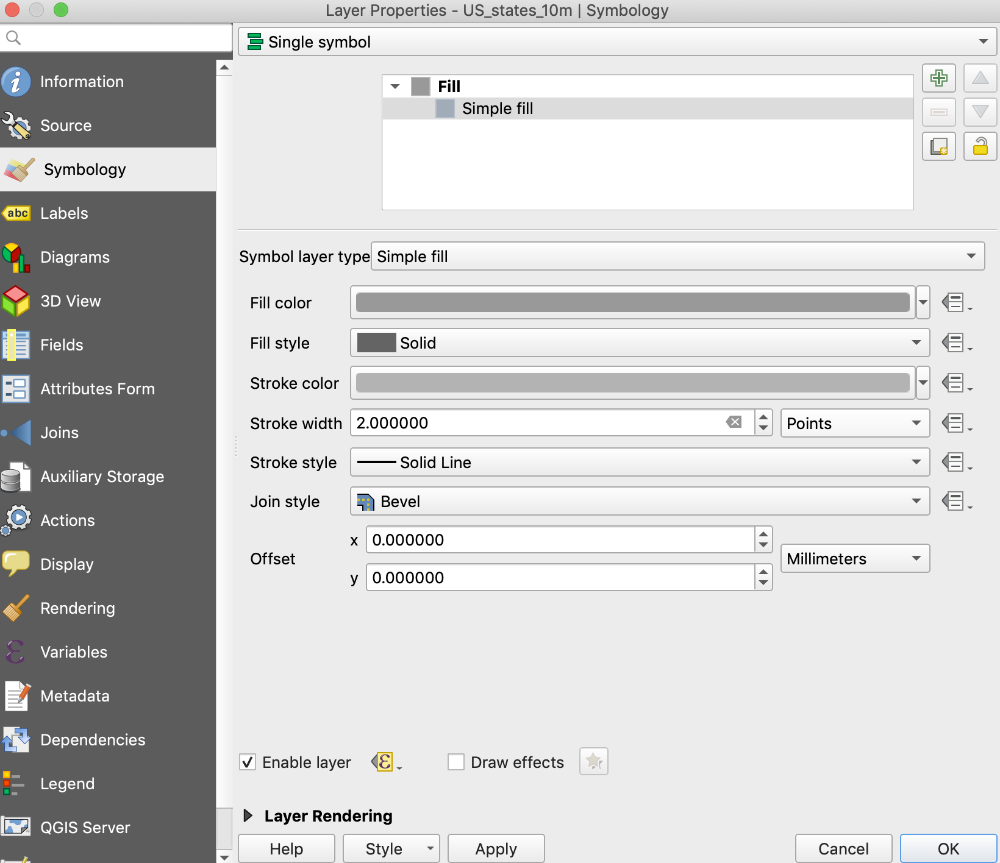 Layer Properties - US_states_10m | Symbology
Single symbol
Information
Source
Symbology
abc Labels
Diagrams
3D View
Fields
Attributes Form
Joins
Auxiliary Storage
Actions
Display
Rendering
Variables
Metadata
Dependencies
Legend
QGIS Server
Fill
Simple fill
Symbol layer type Simple fill
Fill color
Fill style Solid
Stroke color
Stroke width 2.000000 Points
Stroke style Solid Line
Join style Bevel
Offset
x 0.000000
y 0.000000
Millimeters
Enable layer Draw effects
Layer Rendering
Help Style Apply Cancel OK